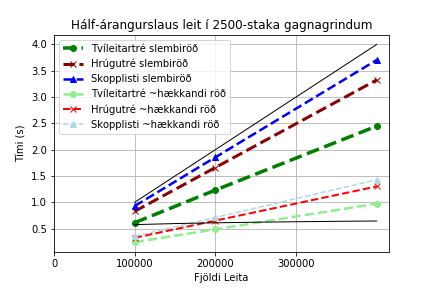 Hálf-árangurslaus leit í 2500-staka gagnagrindum
4.0
3.5
3.0
2.5
2.0
1.5
1.0
0.5
Tími (s)
Tvíleitartré slembiröð
Hrúgutré slembiröð
Skopplisti slembiröð
Tvíleitartré ~hækkandi röð
Hrúgutré ~hækkandi röð
Skopplisti ~hækkandi röð
0 100000 200000 300000
Fjöldi Leita